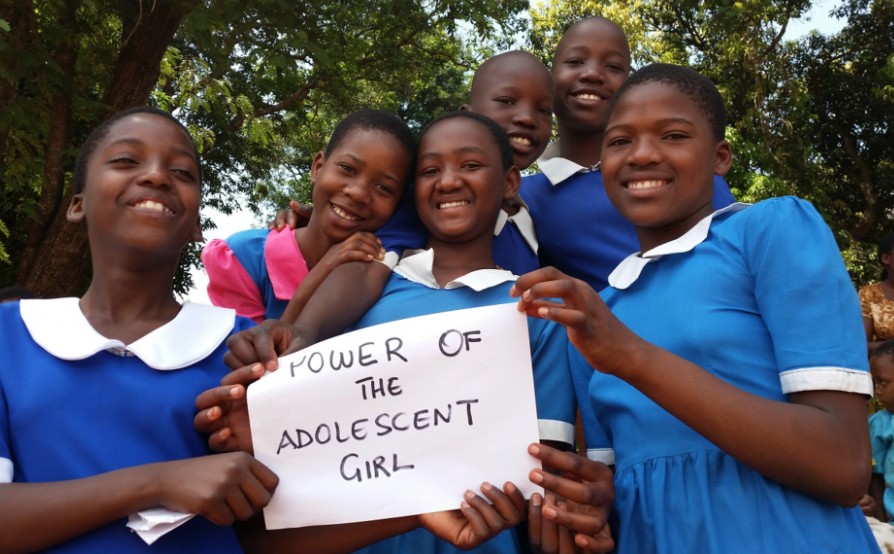 POWER OF
THE
ADOLESCENT
GIRL